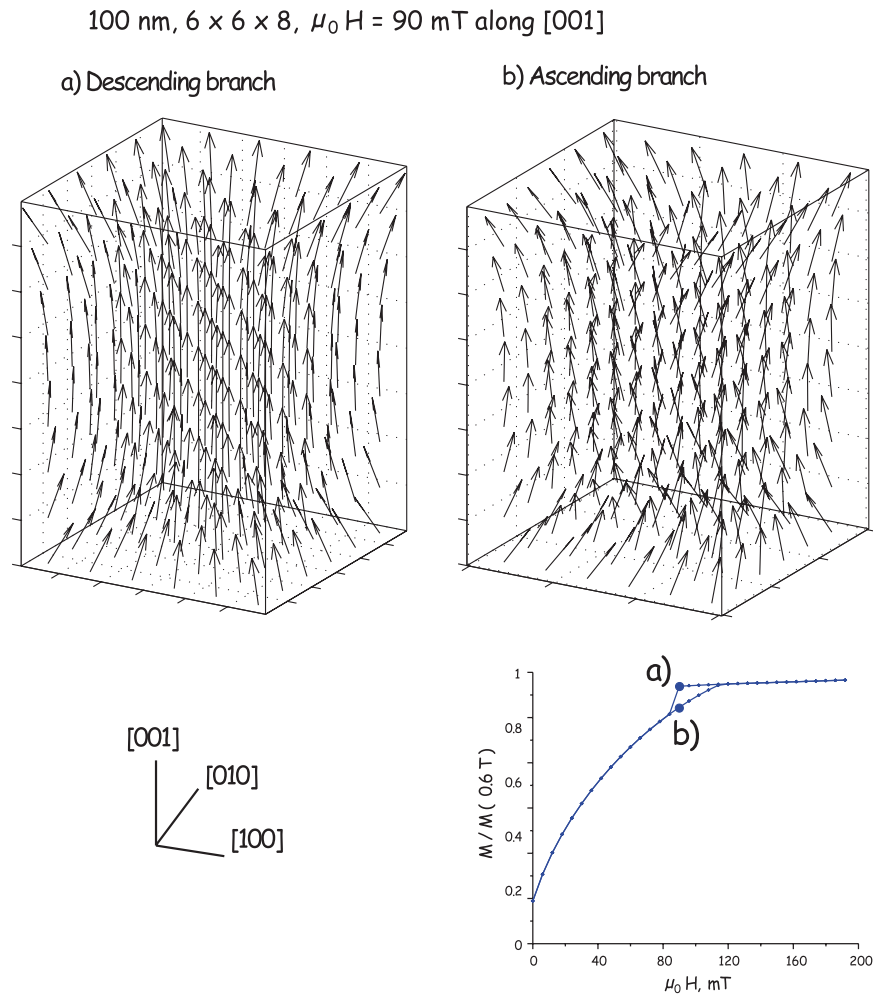 100 nm, 6 x 6 x 8, μ₀ H = 90 mT along [001]
a) Descending branch
b) Ascending branch
[001]
[010]
[100]
a)
b)
1
0.8
0.6
0.4
0.2
0
M / M ( 0.6 T )
0 40 80 120 160 200
μ₀ H, mT